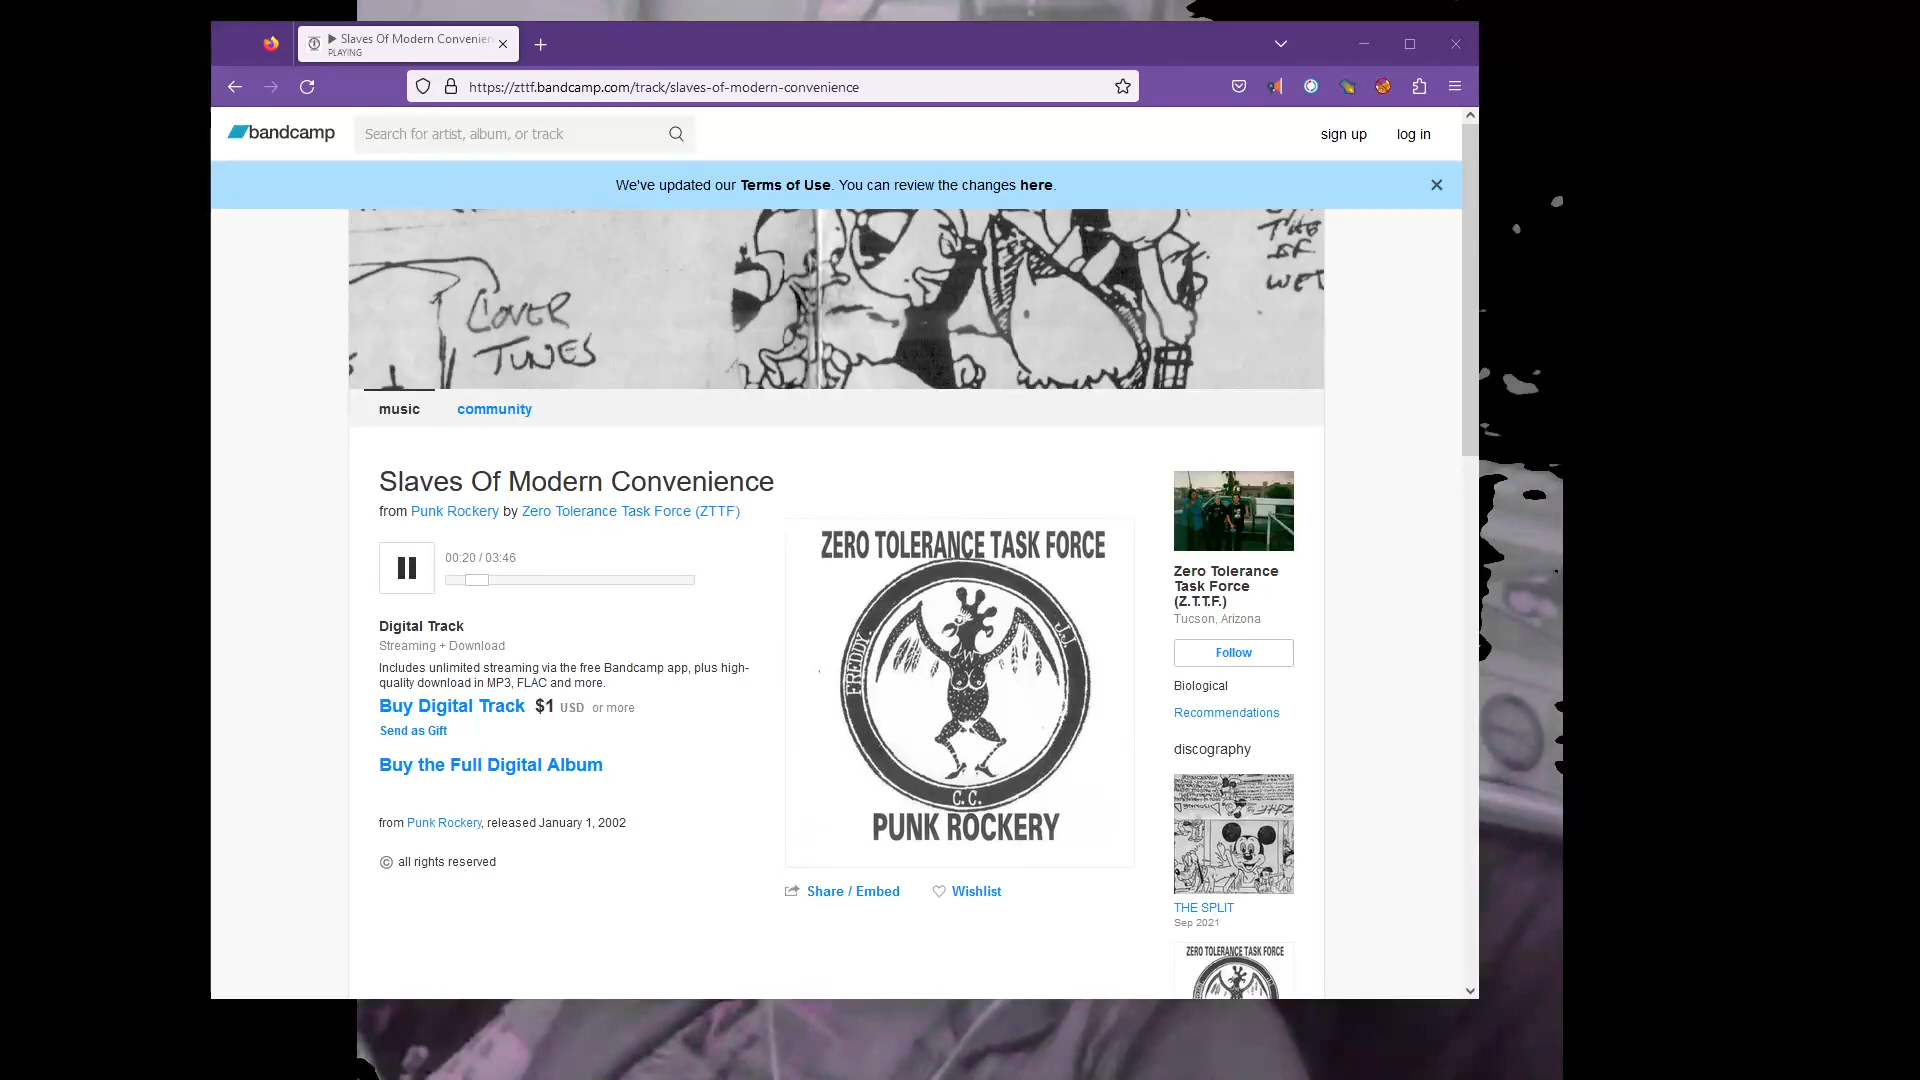 Slaves Of Modern Convenien
PLAYING
https://zttf.bandcamp.com/track/slaves-of-modern-convenience
bandcamp
Search for artist, album, or track
sign up
log in
We've updated our Terms of Use. You can review the changes here.
COVER
TUNES
THE
OF
WET
music
community
Slaves Of Modern Convenience
from Punk Rockery by Zero Tolerance Task Force (ZTTF)
00:20 / 03:46
Digital Track
Streaming + Download
Includes unlimited streaming via the free Bandcamp app, plus high-
quality download in MP3, FLAC and more.
Buy Digital Track $1 USD or more
Send as Gift
Buy the Full Digital Album
from Punk Rockery, released January 1, 2002
© all rights reserved
ZERO TOLERANCE TASK FORCE
FREDDY.
J.J
C.C.
PUNK ROCKERY
Share / Embed
Wishlist
Zero Tolerance
Task Force
(Z.T.T.F.)
Tucson, Arizona
Follow
Biological
Recommendations
discography
THE SPLIT
Sep 2021
ZERO TOLERANCE TASK FORCE